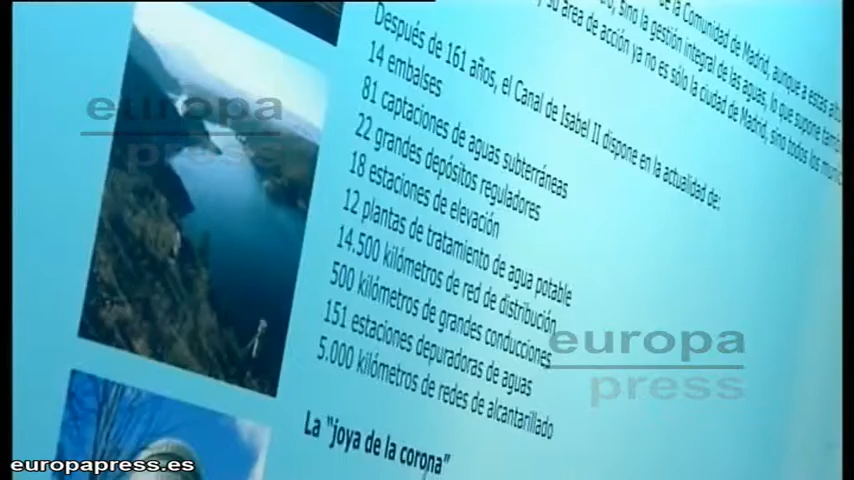 de la Comunidad de Madrid, aunque a estas
sino la gestión integral de las aguas, lo que supone
y su área de acción ya no es sólo la ciudad de Madrid, sino todos los
Después de 161 años, el Canal de Isabel II dispone en la actualidad de:
14 embalses
81 captaciones de aguas subterráneas
22 grandes depósitos reguladores
18 estaciones de elevación
12 plantas de tratamiento de agua potable
14.500 kilómetros de red de distribución
500 kilómetros de grandes conducciones
151 estaciones depuradoras de aguas
5.000 kilómetros de redes de alcantarillado
La "joya de la corona"
europa
press
europa
press
europapress.es